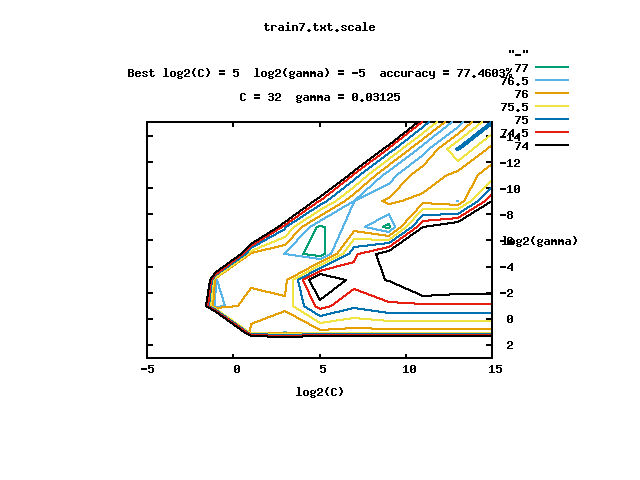 train7.txt.scale
"-"
Best log2(C) = 5  log2(gamma) = -5  accuracy = 77.4603%
77
76.5
C = 32  gamma = 0.03125
76
75.5
75
74.5
74
-14
-12
-10
-8
-6
log2(gamma)
-4
-2
0
2
-5 0 5 10 15
log2(C)